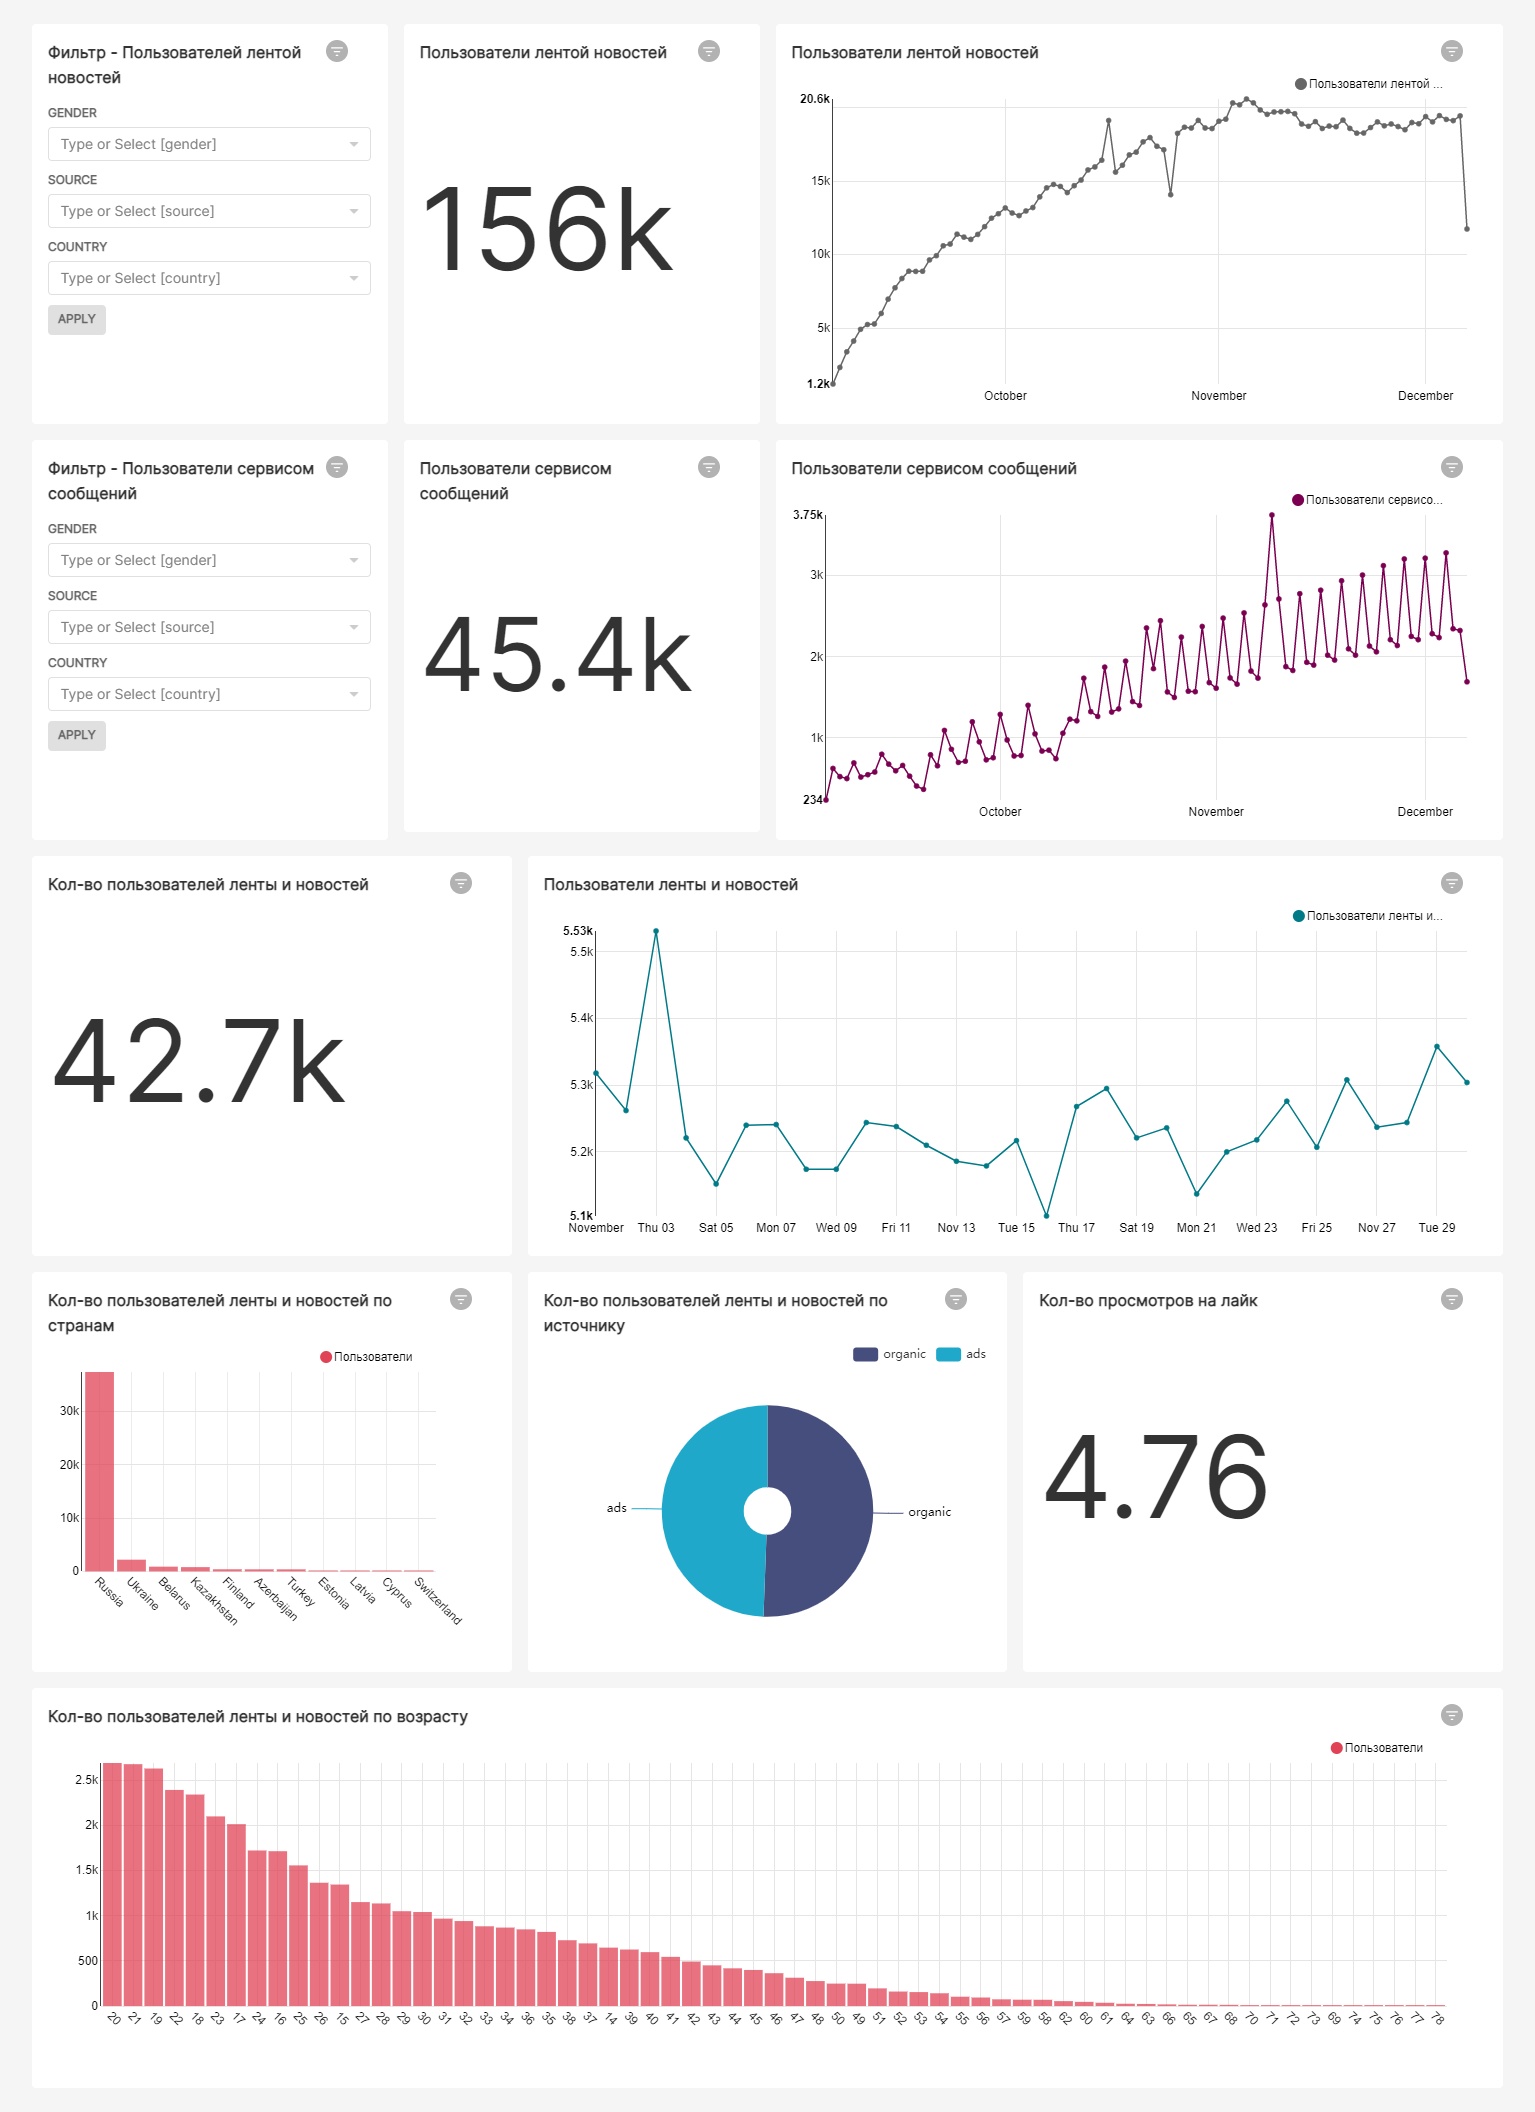 Фильтр - Пользователей лентой
новостей
GENDER
Type or Select [gender]
SOURCE
Type or Select [source]
COUNTRY
Type or Select [country]
APPLY
Пользователи лентой новостей
156k
Пользователи лентой новостей
Пользователи лентой ...
20.6k
15k
10k
5k
1.2k
October November December
Фильтр - Пользователи сервисом
сообщений
GENDER
Type or Select [gender]
SOURCE
Type or Select [source]
COUNTRY
Type or Select [country]
APPLY
Пользователи сервисом
сообщений
45.4k
Пользователи сервисом сообщений
Пользователи сервисо...
3.75k
3k
2k
1k
234
October November December
Кол-во пользователей ленты и новостей
42.7k
Пользователи ленты и новостей
Пользователи ленты и...
5.53k
5.5k
5.4k
5.3k
5.2k
5.1k
November Thu 03 Sat 05 Mon 07 Wed 09 Fri 11 Nov 13 Tue 15 Thu 17 Sat 19 Mon 21 Wed 23 Fri 25 Nov 27 Tue 29
Кол-во пользователей ленты и новостей по
странам
Пользователи
30k
20k
10k
0
Russia Ukraine Belarus Kazakhstan Finland Azerbaijan Turkey Estonia Latvia Cyprus Switzerland
Кол-во пользователей ленты и новостей по
источнику
organic ads
ads
organic
Кол-во просмотров на лайк
4.76
Кол-во пользователей ленты и новостей по возрасту
Пользователи
2.5k
2k
1.5k
1k
500
0
20 21 19 22 18 23 17 24 16 25 26 15 27 28 29 30 31 32 33 34 36 35 38 37 14 39 40 41 42 43 44 45 46 47 48 50 49 51 52 53 54 55 56 57 59 58 62 60 61 64 63 66 65 67 68 70 71 72 73 69 74 75 76 77 78